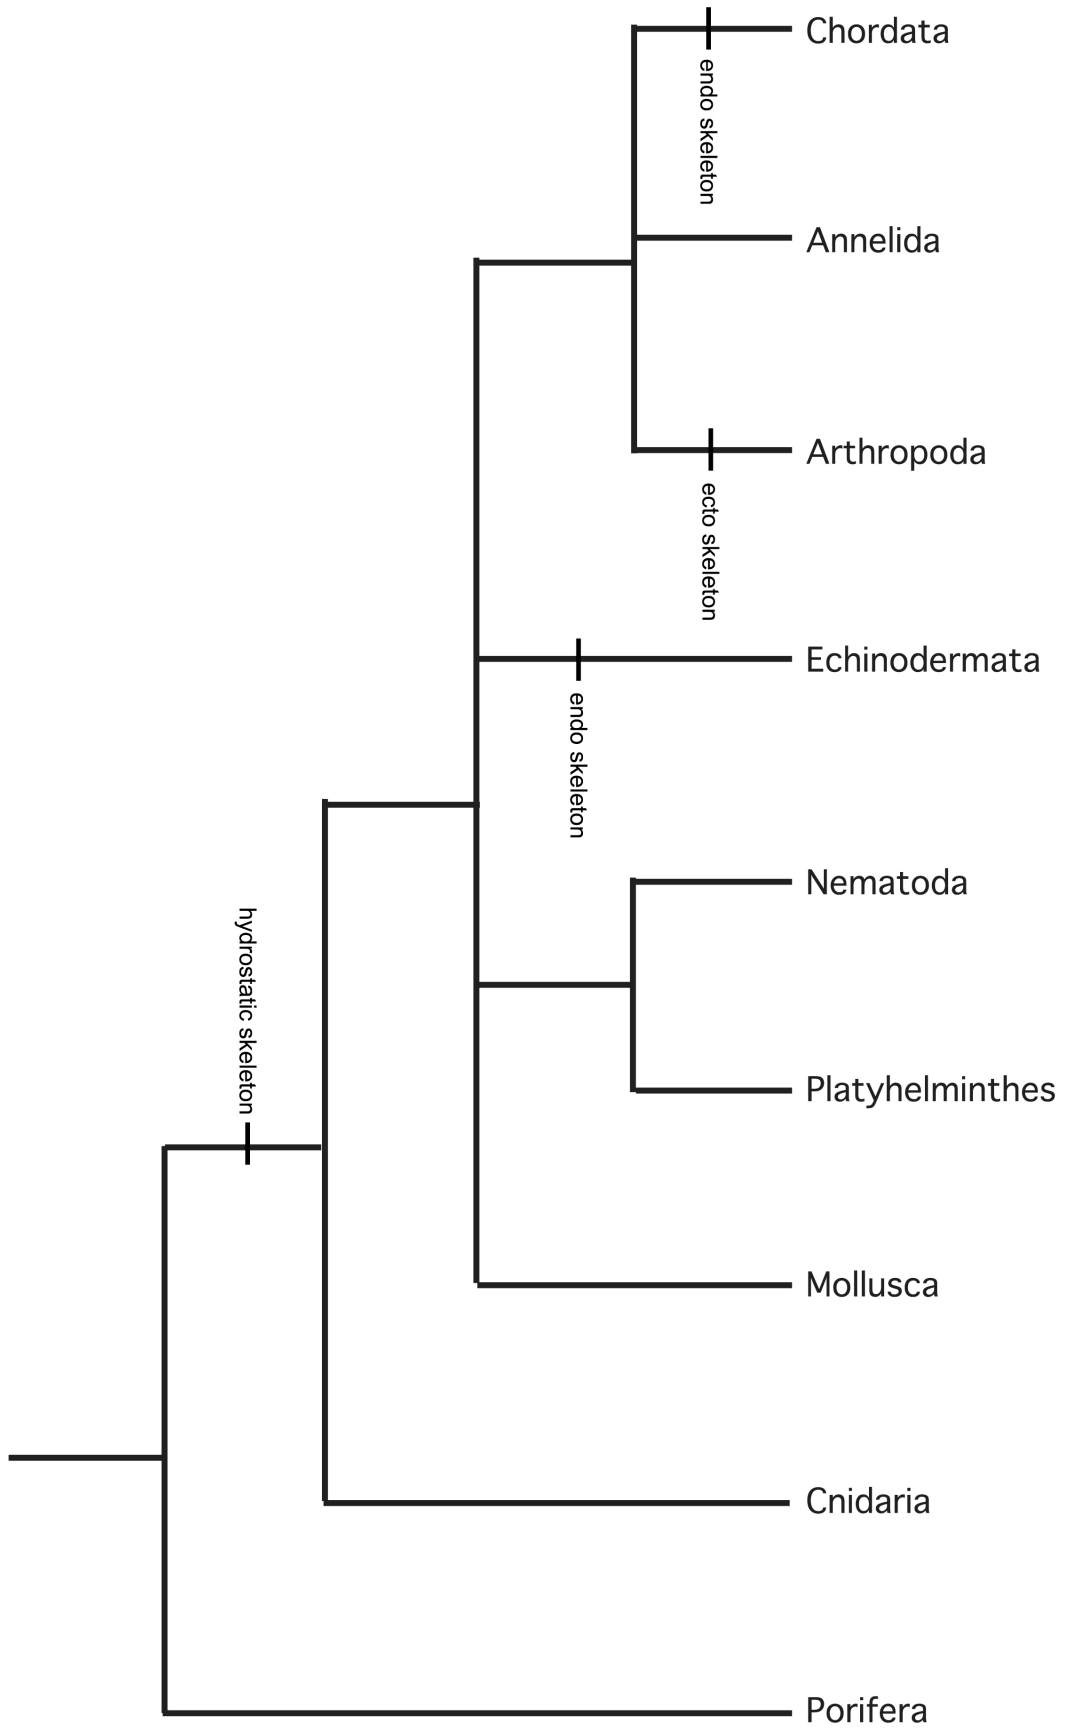 Chordata
endo skeleton
Annelida
Arthropoda
ecto skeleton
Echinodermata
endo skeleton
Nematoda
hydrostatic skeleton
Platyhelminthes
Mollusca
Cnidaria
Porifera